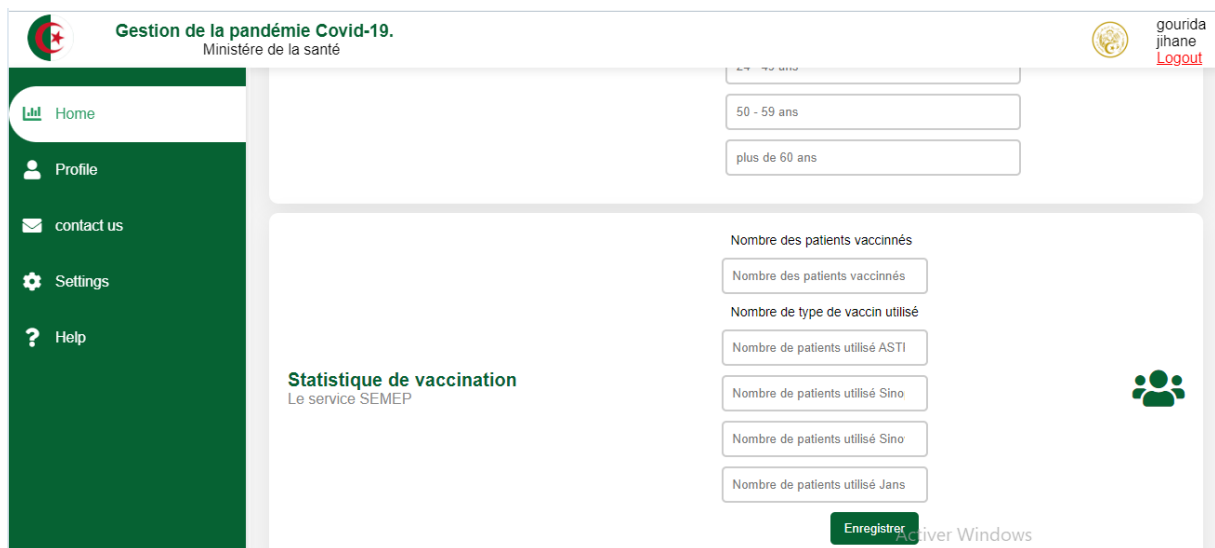 Gestion de la pandémie Covid-19.
Ministére de la santé
gourida
jihane
Logout
Home
Profile
contact us
Settings
Help
50 - 59 ans
plus de 60 ans
Statistique de vaccination
Le service SEMEP
Nombre des patients vaccinnés
Nombre des patients vaccinnés
Nombre de type de vaccin utilisé
Nombre de patients utilisé ASTI
Nombre de patients utilisé Sino
Nombre de patients utilisé Sino
Nombre de patients utilisé Jans
Enregistrer
Activer Windows